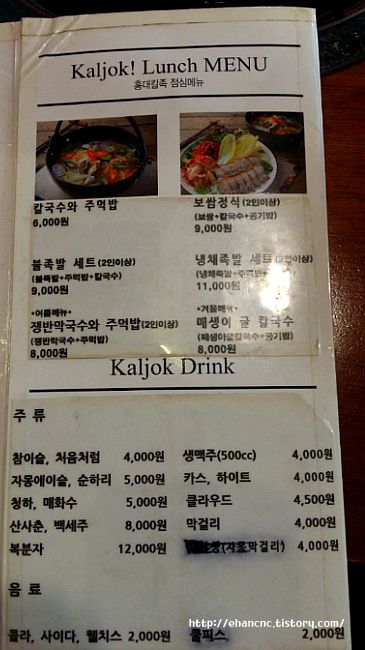 Kaljok! Lunch MENU
홍대칼족 점심메뉴
칼국수와 주먹밥
6,000원
보쌈정식(2인이상)
(보쌈+칼국수+공기밥)
9,000원
불족발 세트(2인이상)
(불족발+주먹밥+칼국수)
9,000원
냉채족발 세트(2인이상)
(냉채족발+주먹밥+
11,000원
•여름메뉴•
쟁반막국수와 주먹밥(2인이상)
(쟁반막국수+주먹밥)
8,000원
•겨울메뉴•
매생이 굴 칼국수
(매생이굴칼국수+공기밥)
8,000원
Kaljok Drink
주 류
참이슬, 처음처럼 4,000원
자몽에이슬, 순하리 5,000원
청하, 매화수 5,000원
산사춘, 백세주 8,000원
복분자 12,000원
생맥주(500cc) 4,000원
카스, 하이트 4,000원
클라우드 4,500원
막걸리 4,000원
(자몽막걸리) 4,000원
음 료
콜라, 사이다, 웰치스 2,000원
쿨피스 2,000원
http://ehancnc.tistory.com